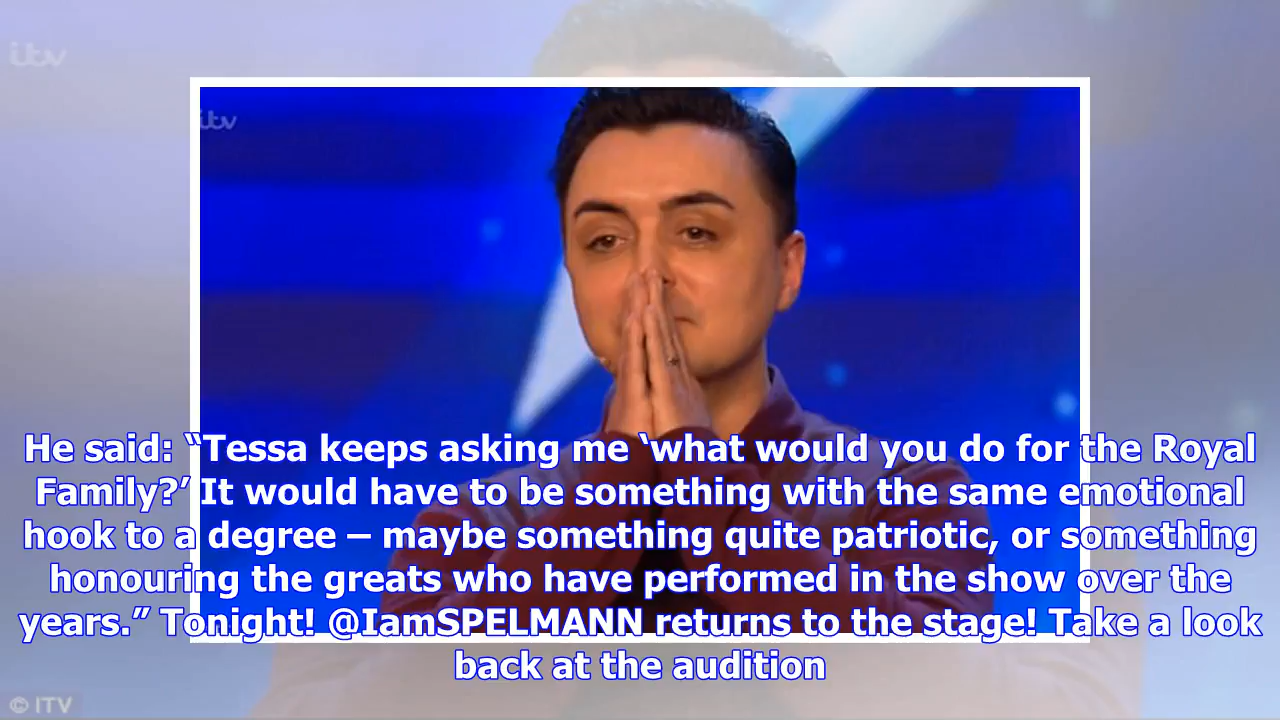 itv
itv
He said: “Tessa keeps asking me ‘what would you do for the Royal
Family?’ It would have to be something with the same emotional
hook to a degree – maybe something quite patriotic, or something
honouring the greats who have performed in the show over the
years.” Tonight! @IamSPELMANN returns to the stage! Take a look
back at the audition
© ITV